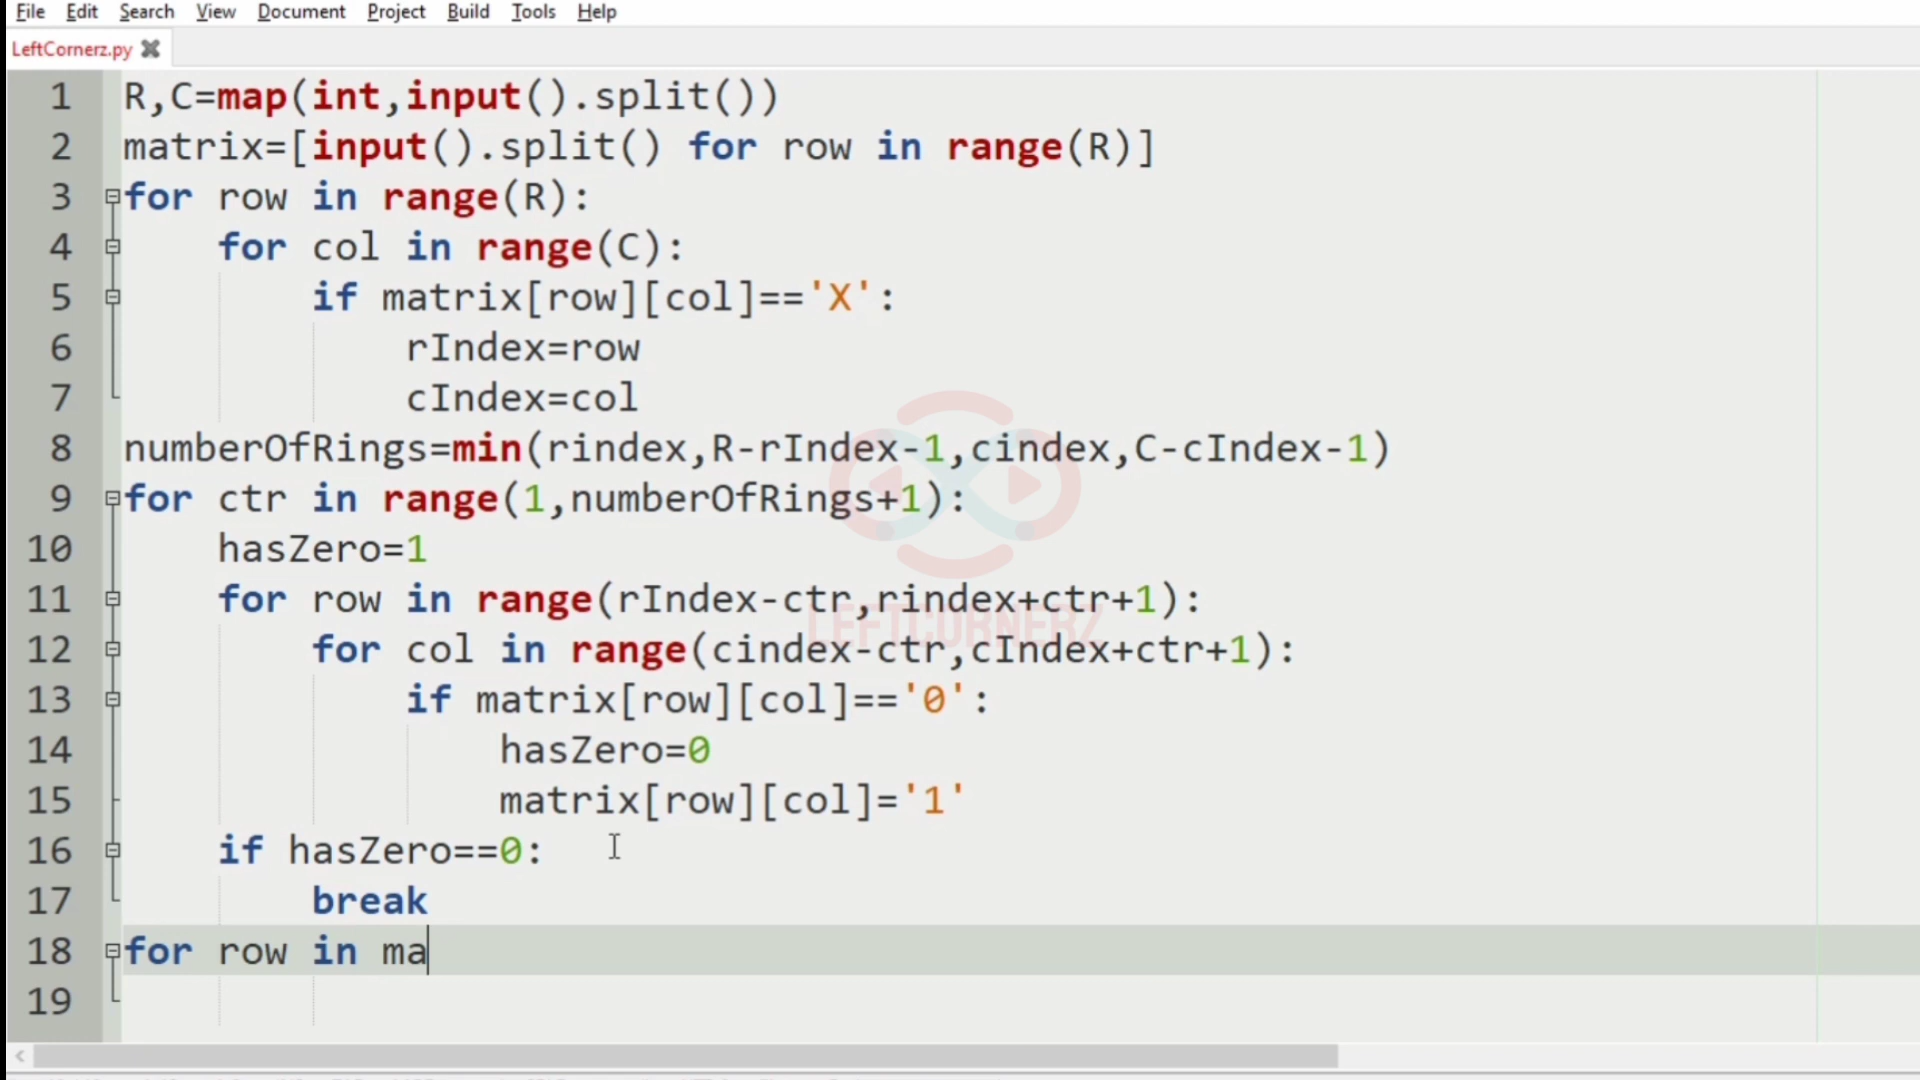 File Edit Search View Document Project Build Tools Help
LeftCornerz.py
1 R,C=map(int,input().split())
2 matrix=[input().split() for row in range(R)]
3 for row in range(R):
4 for col in range(C):
5 if matrix[row][col]=='X':
6 rIndex=row
7 cIndex=col
8 numberOfRings=min(rindex,R-rIndex-1,cindex,C-cIndex-1)
9 for ctr in range(1,numberOfRings+1):
10 hasZero=1
11 for row in range(rIndex-ctr,rindex+ctr+1):
12 for col in range(cindex-ctr,cIndex+ctr+1):
13 if matrix[row][col]=='0':
14 hasZero=0
15 matrix[row][col]='1'
16 if hasZero==0:
17 break
18 for row in ma
19
LEFTCORNERZ